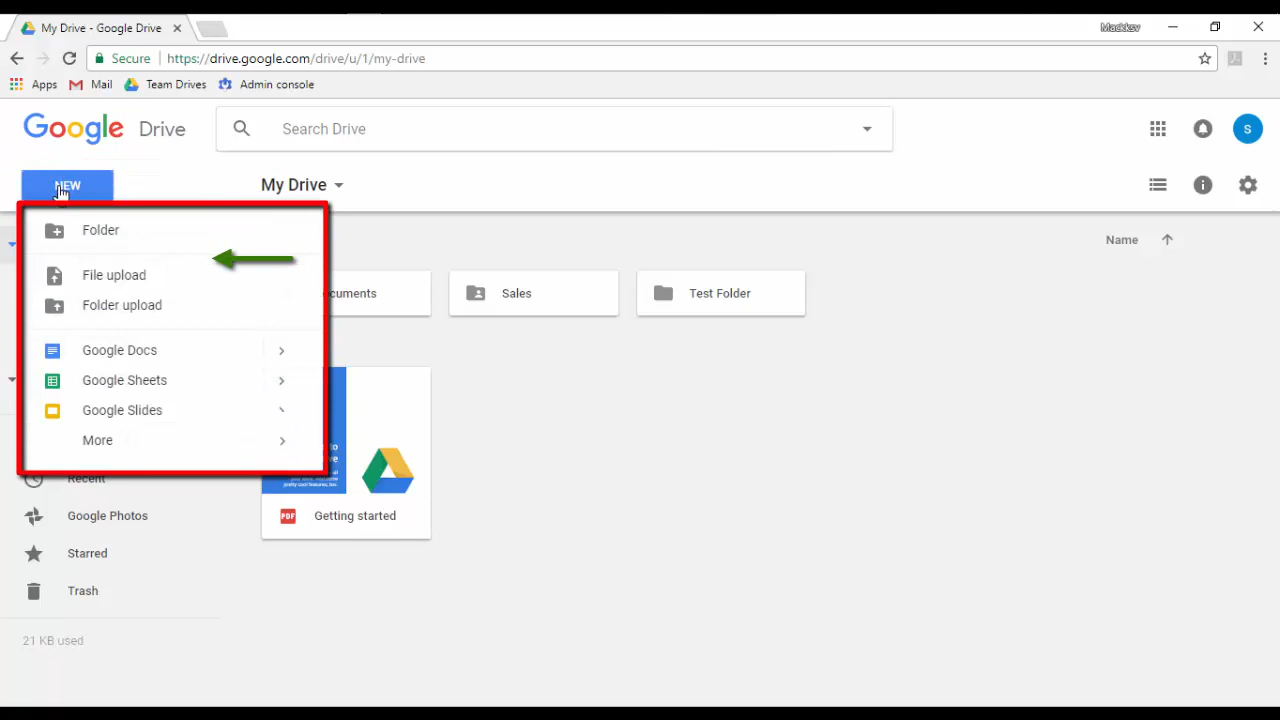 My Drive - Google Drive
Mackksv
Secure
https://drive.google.com/drive/u/1/my-drive
Apps Mail Team Drives Admin console
Google Drive
Search Drive
S
NEW
My Drive
Folder
Name
File upload
cuments
Sales
Test Folder
Folder upload
Google Docs
Google Sheets
Google Slides
More
Recent
PDF Getting started
Google Photos
Starred
Trash
21 KB used